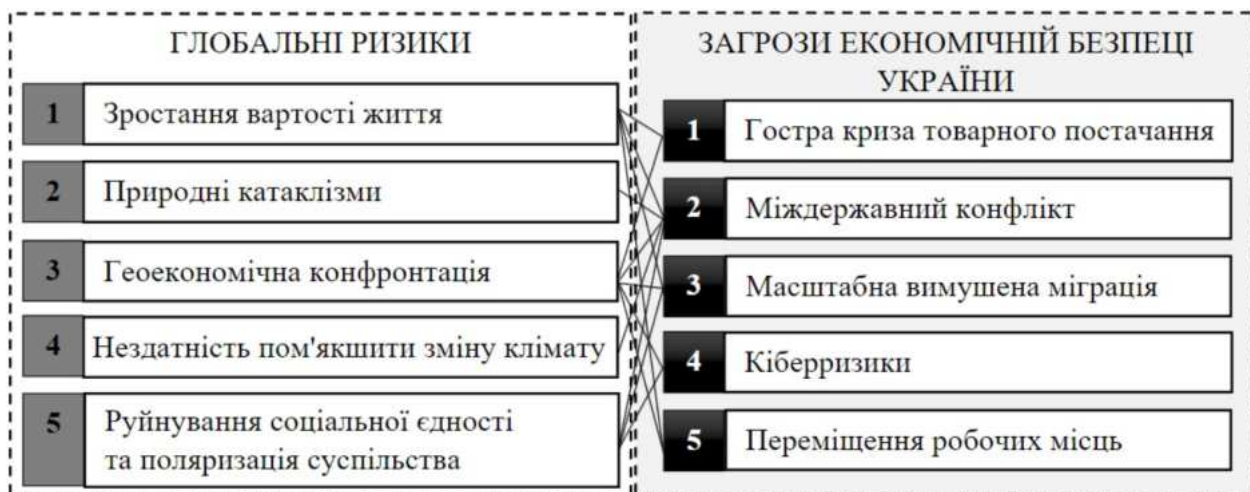 ГЛОБАЛЬНІ РИЗИКИ
1 Зростання вартості життя
2 Природні катаклізми
3 Геоекономічна конфронтація
4 Нездатність пом'якшити зміну клімату
5 Руйнування соціальної єдності
та поляризація суспільства
ЗАГРОЗИ ЕКОНОМІЧНІЙ БЕЗПЕЦІ
УКРАЇНИ
1 Гостра криза товарного постачання
2 Міждержавний конфлікт
3 Масштабна вимушена міграція
4 Кіберризики
5 Переміщення робочих місць